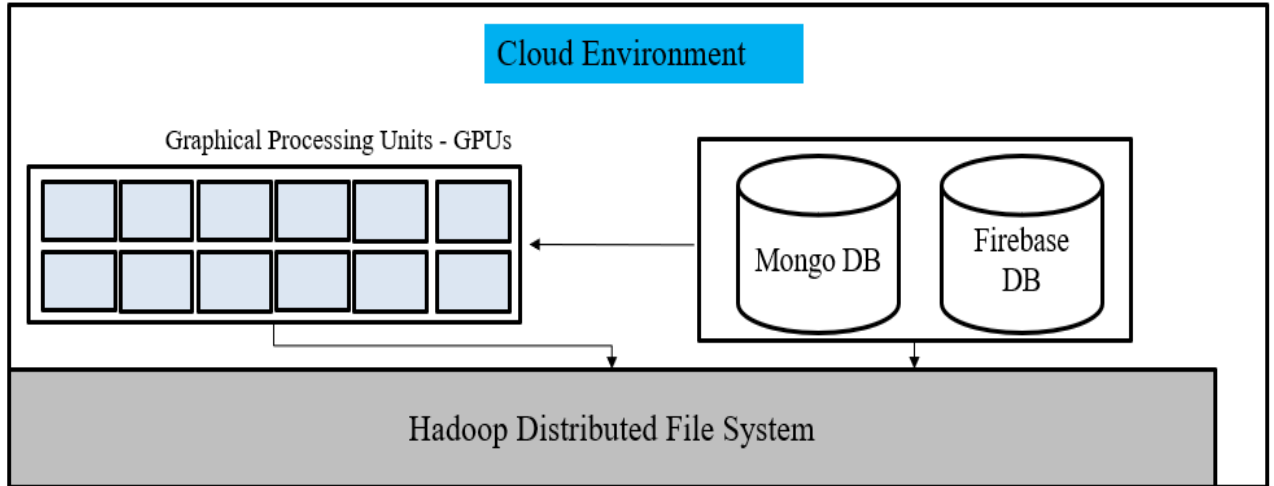 Cloud Environment
Graphical Processing Units - GPUs
Mongo DB
Firebase
DB
Hadoop Distributed File System